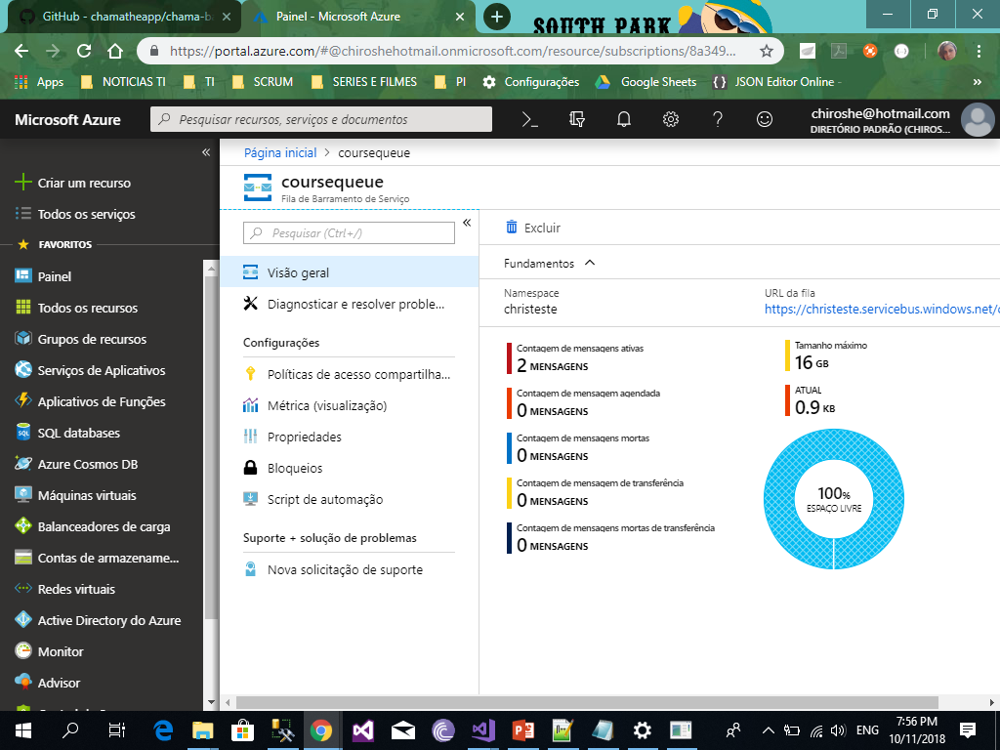 GitHub - chamatheapp/chama-b
Painel - Microsoft Azure
SOUTH PARK
https://portal.azure.com/#@chiroshehotmail.onmicrosoft.com/resource/subscriptions/8a349...
Apps
NOTICIAS TI
TI
SCRUM
SERIES E FILMES
PI
Configurações
Google Sheets
JSON Editor Online -
Microsoft Azure
Pesquisar recursos, serviços e documentos
chiroshe@hotmail.com
DIRETÓRIO PADRÃO (CHIROS...
Criar um recurso
Todos os serviços
FAVORITOS
Painel
Todos os recursos
Grupos de recursos
Serviços de Aplicativos
Aplicativos de Funções
SQL databases
Azure Cosmos DB
Máquinas virtuais
Balanceadores de carga
Contas de armazename...
Redes virtuais
Active Directory do Azure
Monitor
Advisor
Página inicial > coursequeue
coursequeue
Fila de Barramento de Serviço
Pesquisar (Ctrl+/)
Visão geral
Diagnosticar e resolver proble...
Configurações
Políticas de acesso compartilha...
Métrica (visualização)
Propriedades
Bloqueios
Script de automação
Suporte + solução de problemas
Nova solicitação de suporte
Excluir
Fundamentos
Namespace
christeste
URL da fila
https://christeste.servicebus.windows.net/c
Contagem de mensagens ativas
2 MENSAGENS
Contagem de mensagem agendada
0 MENSAGENS
Contagem de mensagens mortas
0 MENSAGENS
Contagem de mensagem de transferência
0 MENSAGENS
Contagem de mensagens mortas de transferência
0 MENSAGENS
Tamanho máximo
16 GB
ATUAL
0.9 KB
100%
ESPAÇO LIVRE
ENG
7:56 PM
10/11/2018